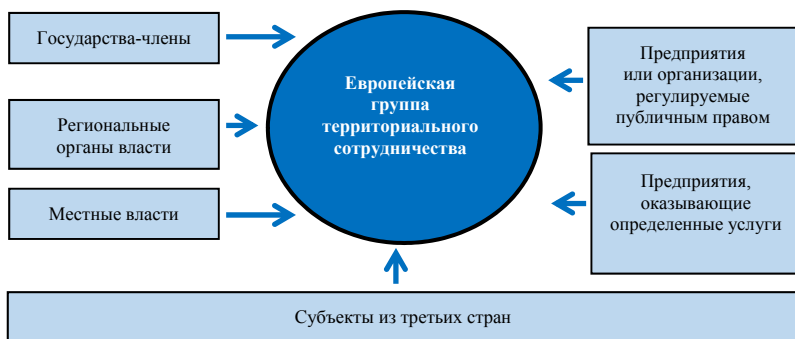 Государства-члены
Региональные
органы власти
Местные власти
Европейская
группа
территориального
сотрудничества
Предприятия
или организации,
регулируемые
публичным правом
Предприятия,
оказывающие
определенные услуги
Субъекты из третьих стран